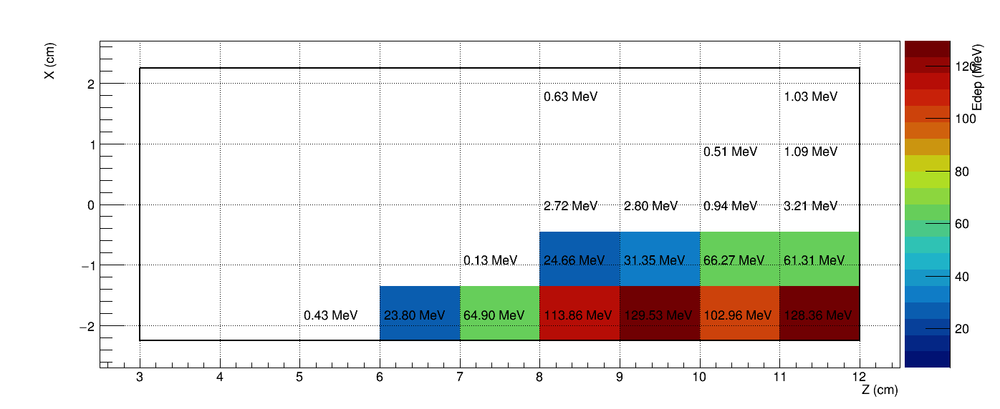 X (cm)
Edep (MeV)
120
2
0.63 MeV
1.03 MeV
100
1
0.51 MeV
1.09 MeV
80
0
2.72 MeV
2.80 MeV
0.94 MeV
3.21 MeV
60
−1
0.13 MeV
24.66 MeV
31.35 MeV
66.27 MeV
61.31 MeV
40
−2
0.43 MeV
23.80 MeV
64.90 MeV
113.86 MeV
129.53 MeV
102.96 MeV
128.36 MeV
20
3
4
5
6
7
8
9
10
11
12
Z (cm)